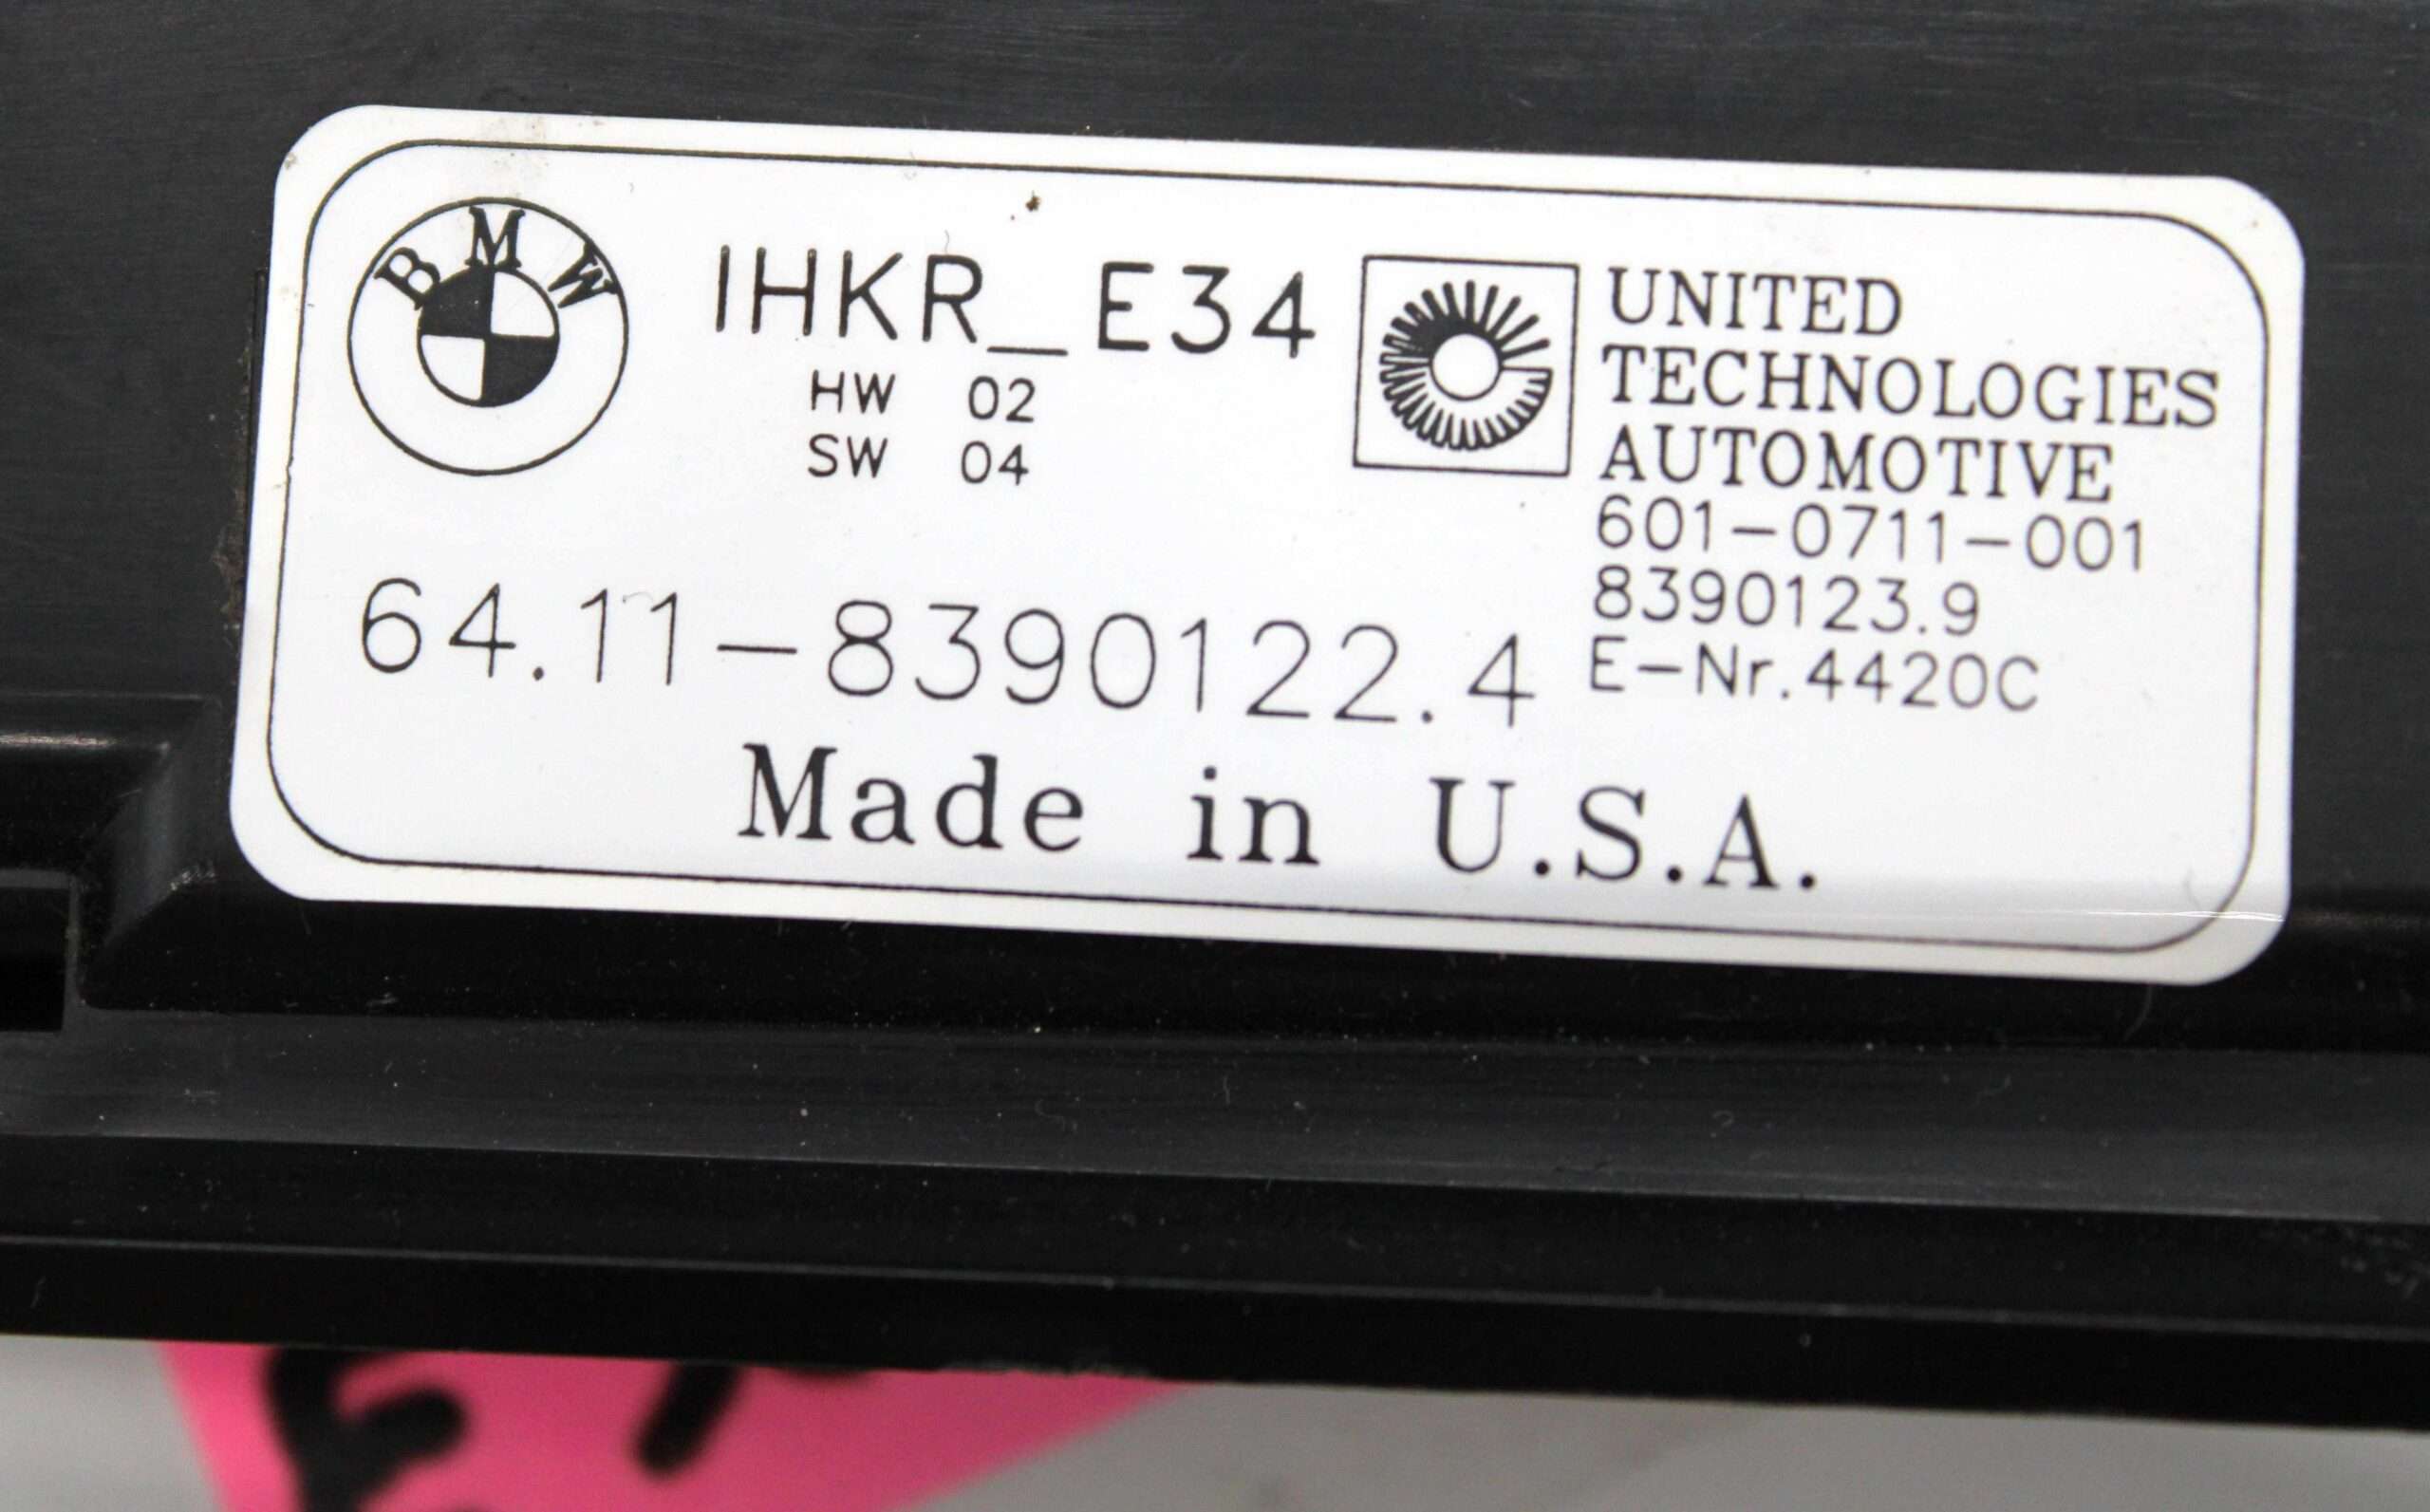 BMW
IHKR_E34
HW 02
SW 04
64.11-8390122.4
UNITED
TECHNOLOGIES
AUTOMOTIVE
601-0711-001
8390123.9
E-Nr.4420C
Made in U.S.A.